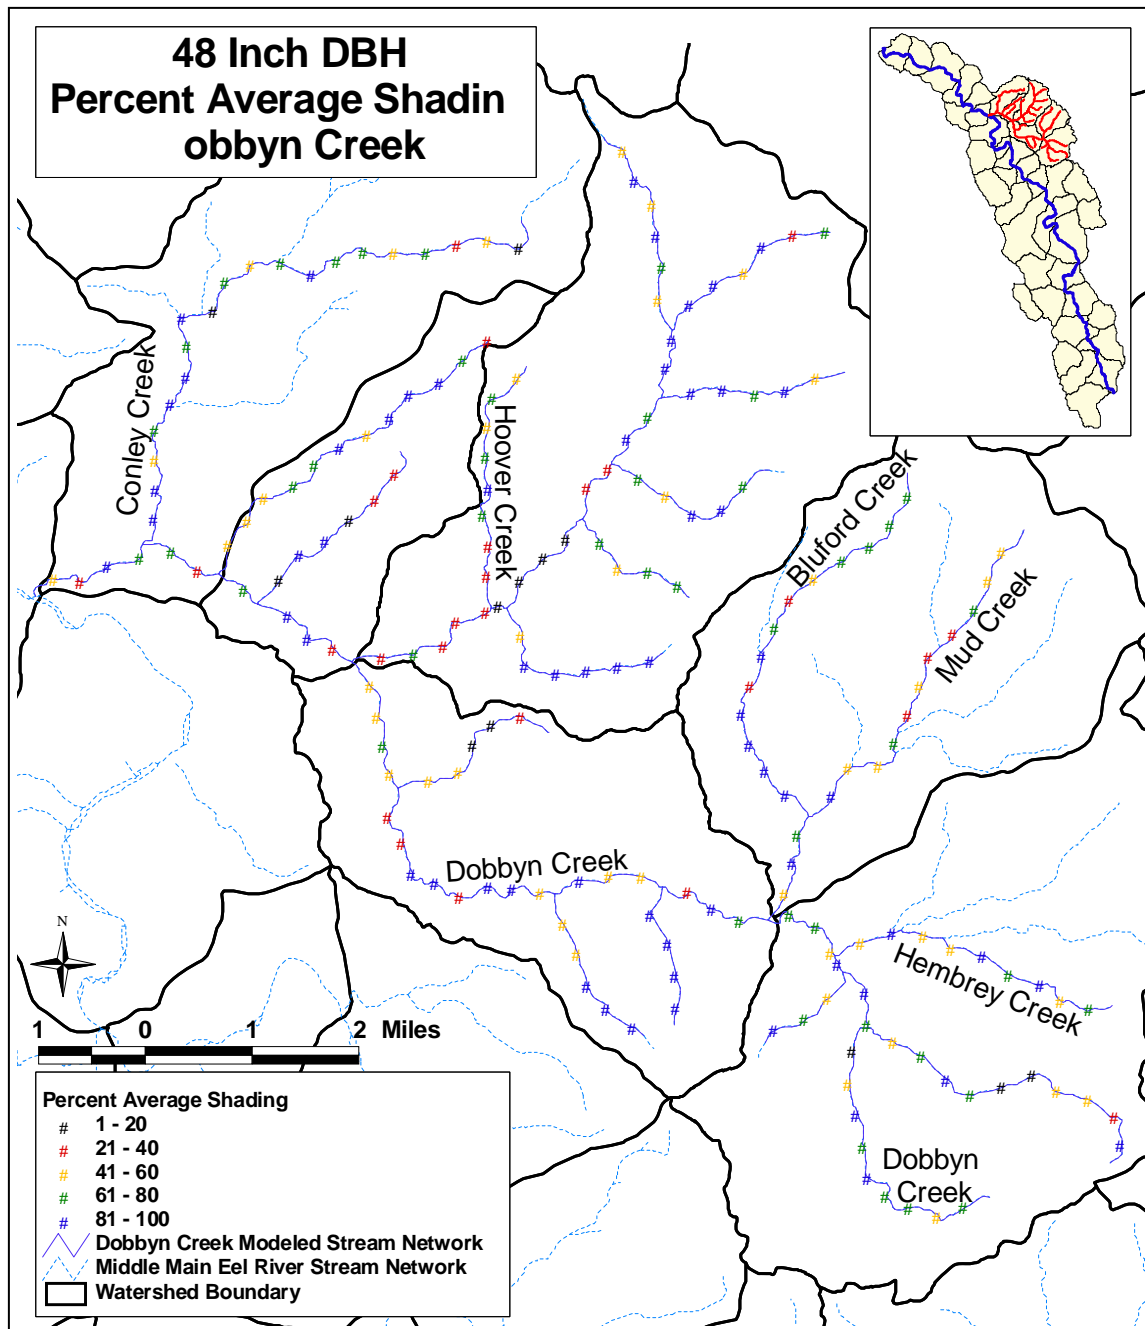 48 Inch DBH
Percent Average Shadin
obbyn Creek
Conley Creek
Hoover Creek
Bluford Creek
Mud Creek
Dobbyn Creek
Hembrey Creek
Dobbyn
Creek
N
1 0 1 2 Miles
Percent Average Shading
# 1 - 20
# 21 - 40
# 41 - 60
# 61 - 80
# 81 - 100
Dobbyn Creek Modeled Stream Network
Middle Main Eel River Stream Network
Watershed Boundary